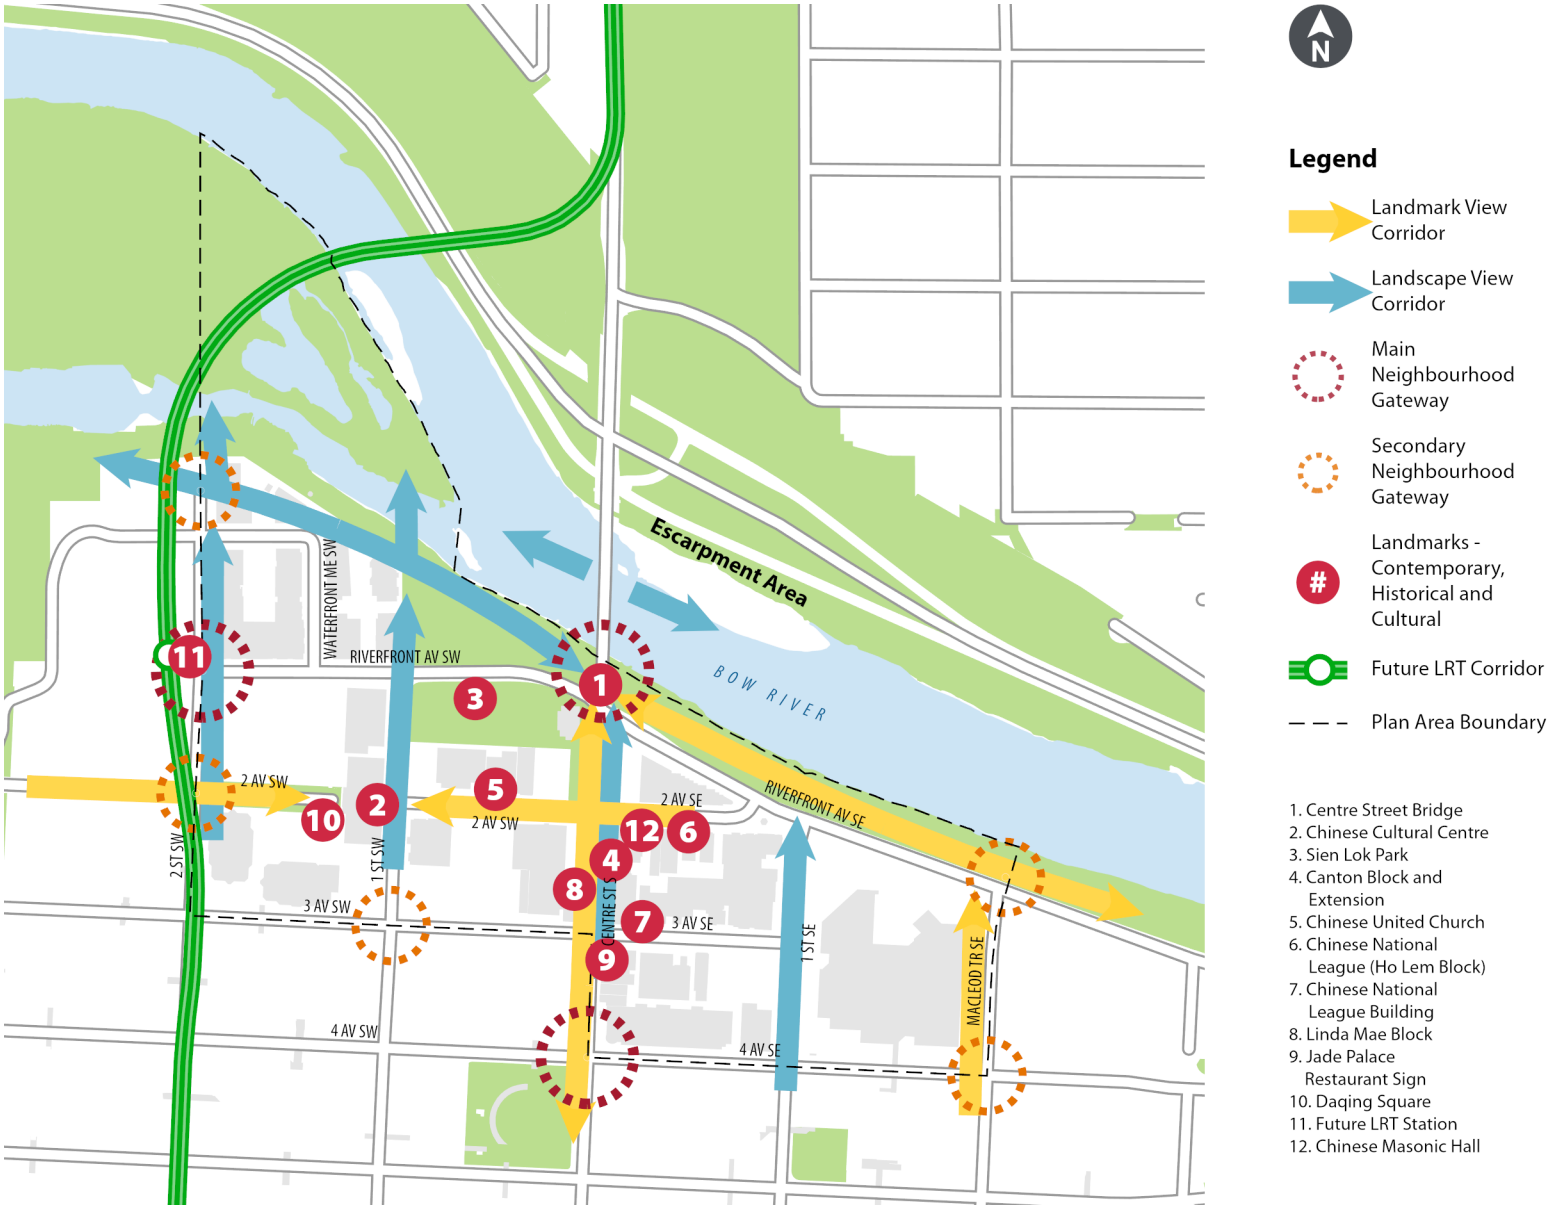 N
Legend
Landmark View
Corridor
Landscape View
Corridor
Main
Neighbourhood
Gateway
Secondary
Neighbourhood
Gateway
#
Landmarks -
Contemporary,
Historical and
Cultural
Future LRT Corridor
Plan Area Boundary
1. Centre Street Bridge
2. Chinese Cultural Centre
3. Sien Lok Park
4. Canton Block and
Extension
5. Chinese United Church
6. Chinese National
League (Ho Lem Block)
7. Chinese National
League Building
8. Linda Mae Block
9. Jade Palace
Restaurant Sign
10. Daqing Square
11. Future LRT Station
12. Chinese Masonic Hall
Escarpment Area
BOW RIVER
WATERFRONT ME SW
RIVERFRONT AV SW
11
1
3
2 AV SW
5
2
10
2 AV SW
2 AV SE
12
6
RIVERFRONT AV SE
2 ST SW
1 ST SW
4
8
CENTRE ST S
7
3 AV SW
3 AV SE
9
1 ST SE
MACLEOD TR SE
4 AV SW
4 AV SE